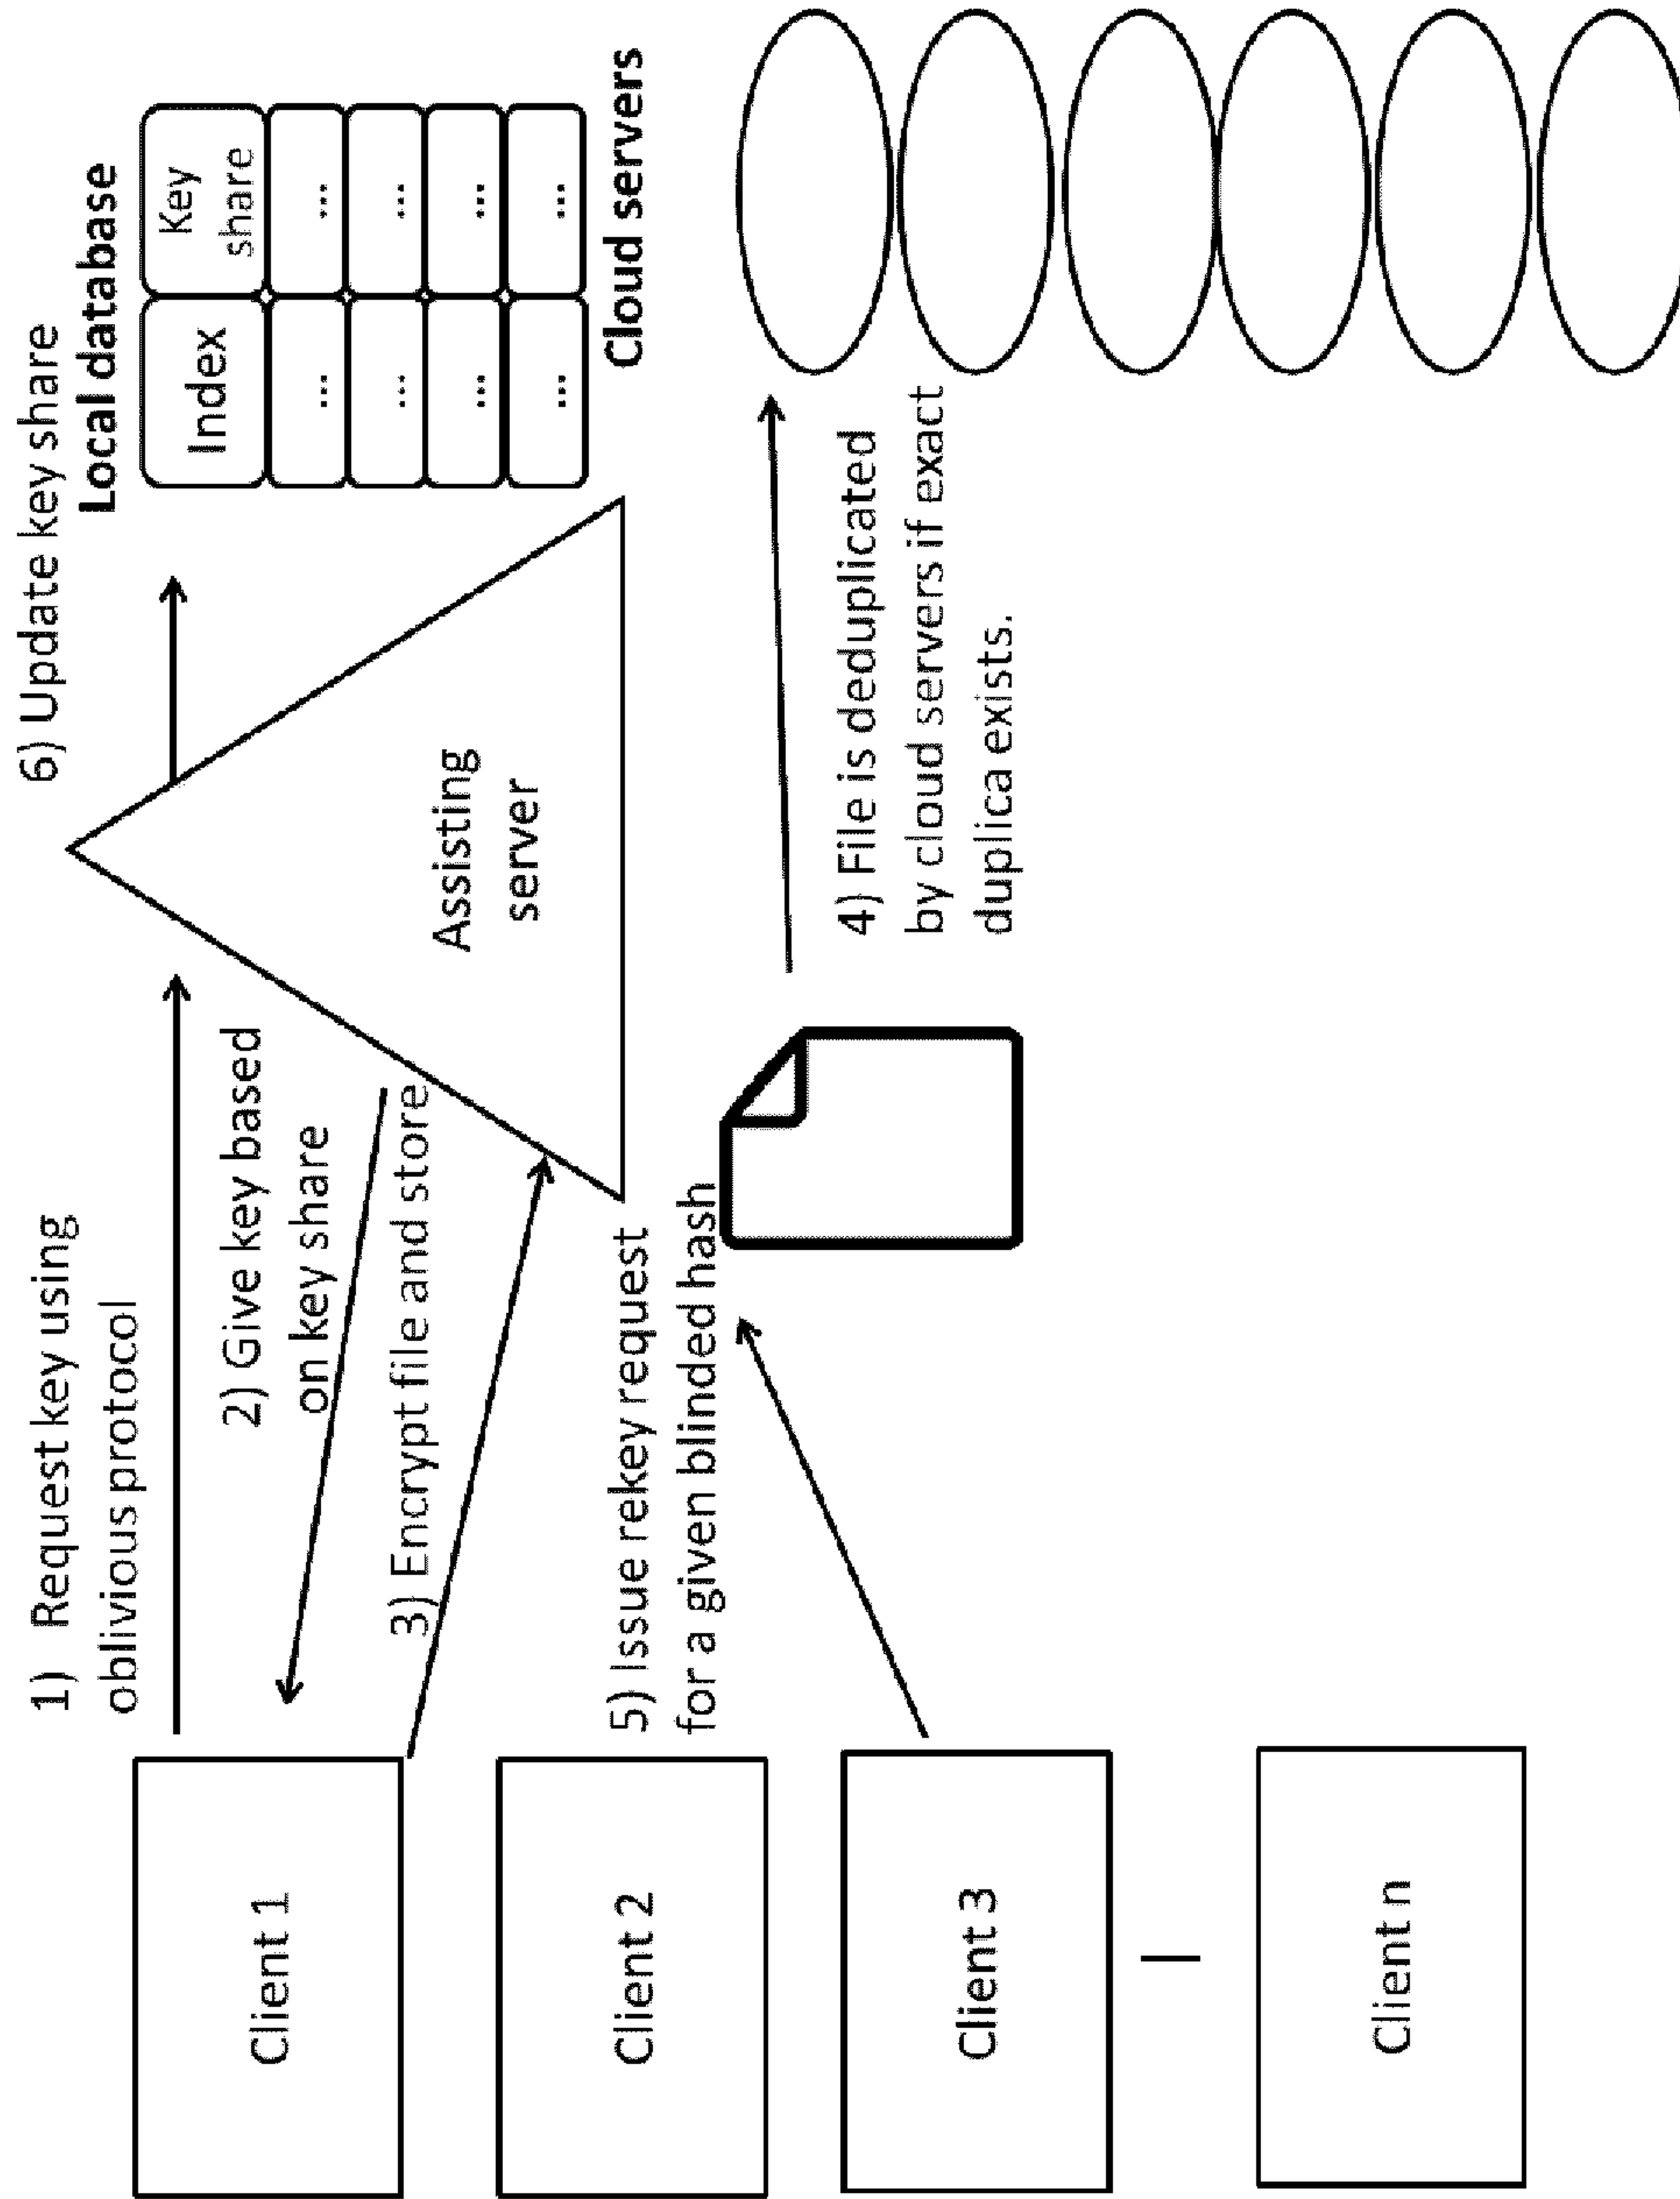 1) Request key using
oblivious protocol
2) Give key based
on key share
3) Encrypt file and store
5) Issue rekey request
for a given blinded hash
Client 1
Client 2
Client 3
Client n
Assisting
server
6) Update key share
Local database
Index
Key
share
... ...
... ...
... ...
... ...
Cloud servers
4) File is deduplicated
by cloud servers if exact
duplica exists.